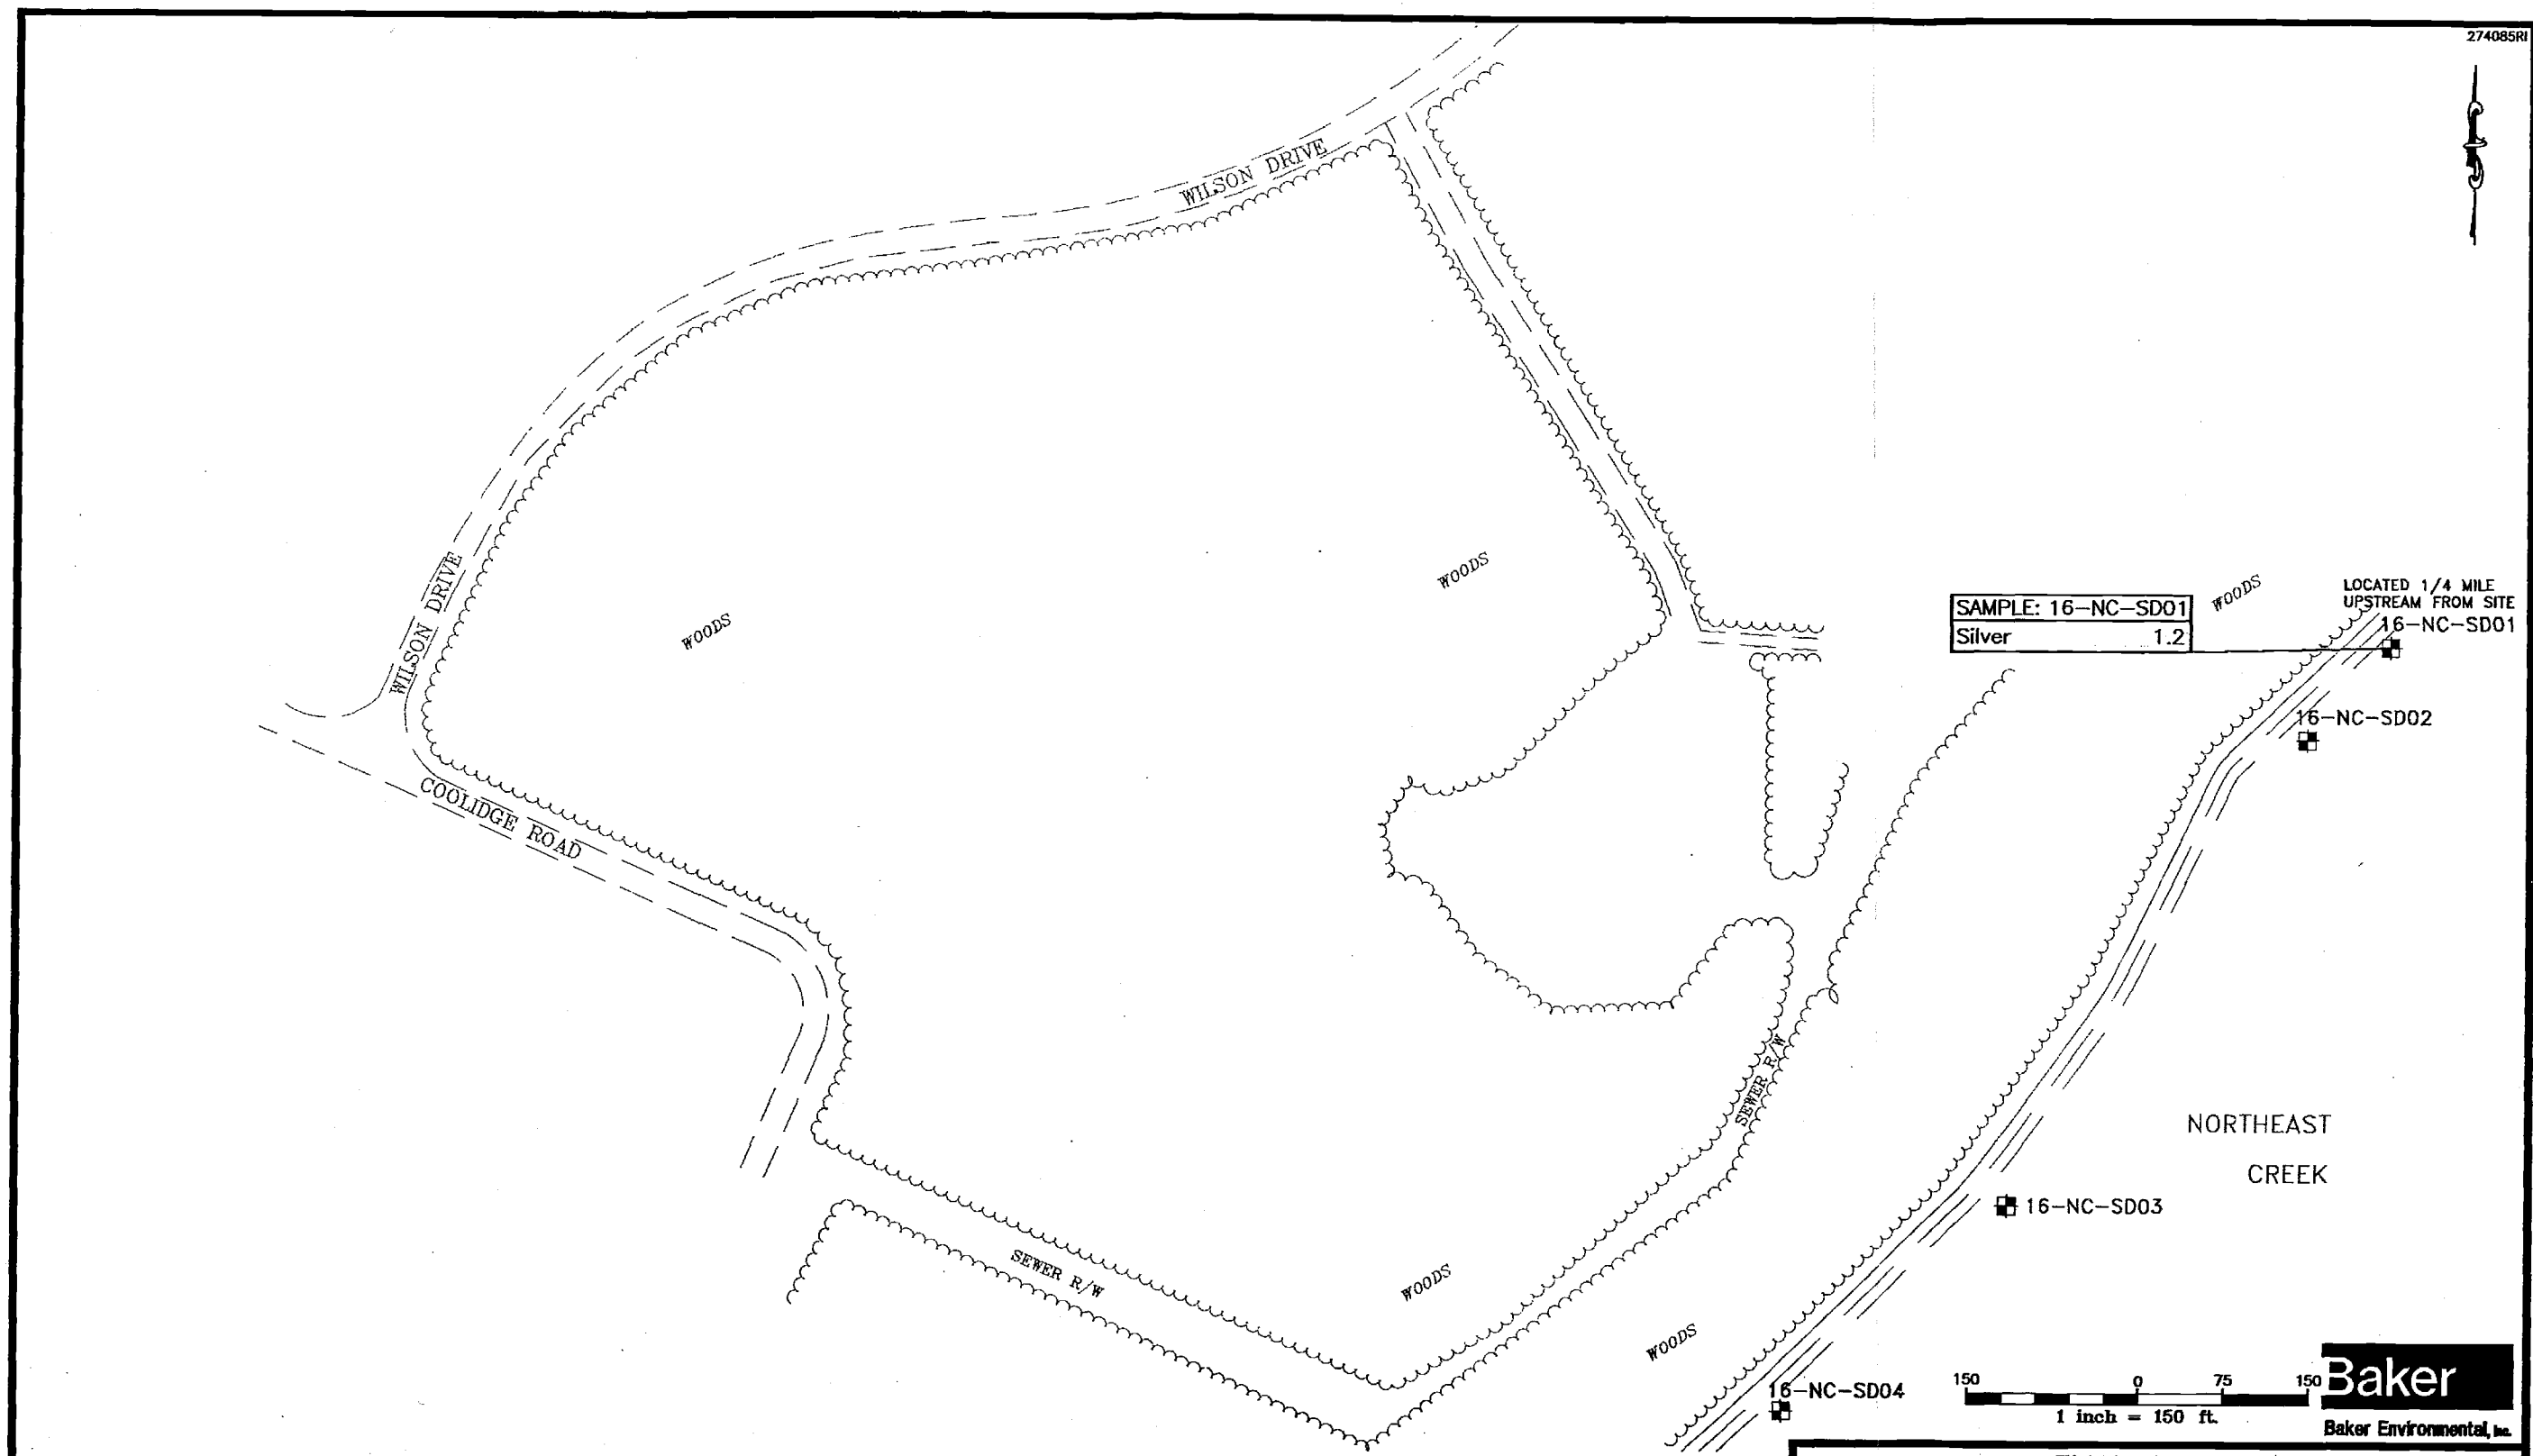 274085RI
WILSON DRIVE
WOODS
WOODS
WOODS
LOCATED 1/4 MILE
UPSTREAM FROM SITE
16-NC-SD01
SAMPLE: 16-NC-SD01
Silver 1.2
WILSON DRIVE
16-NC-SD02
COOLIDGE ROAD
SEWER R/W
NORTHEAST
CREEK
16-NC-SD03
SEWER R/W
WOODS
WOODS
16-NC-SD04
150 0 75 150
1 inch = 150 ft.
Baker
Baker Environmental, Inc.